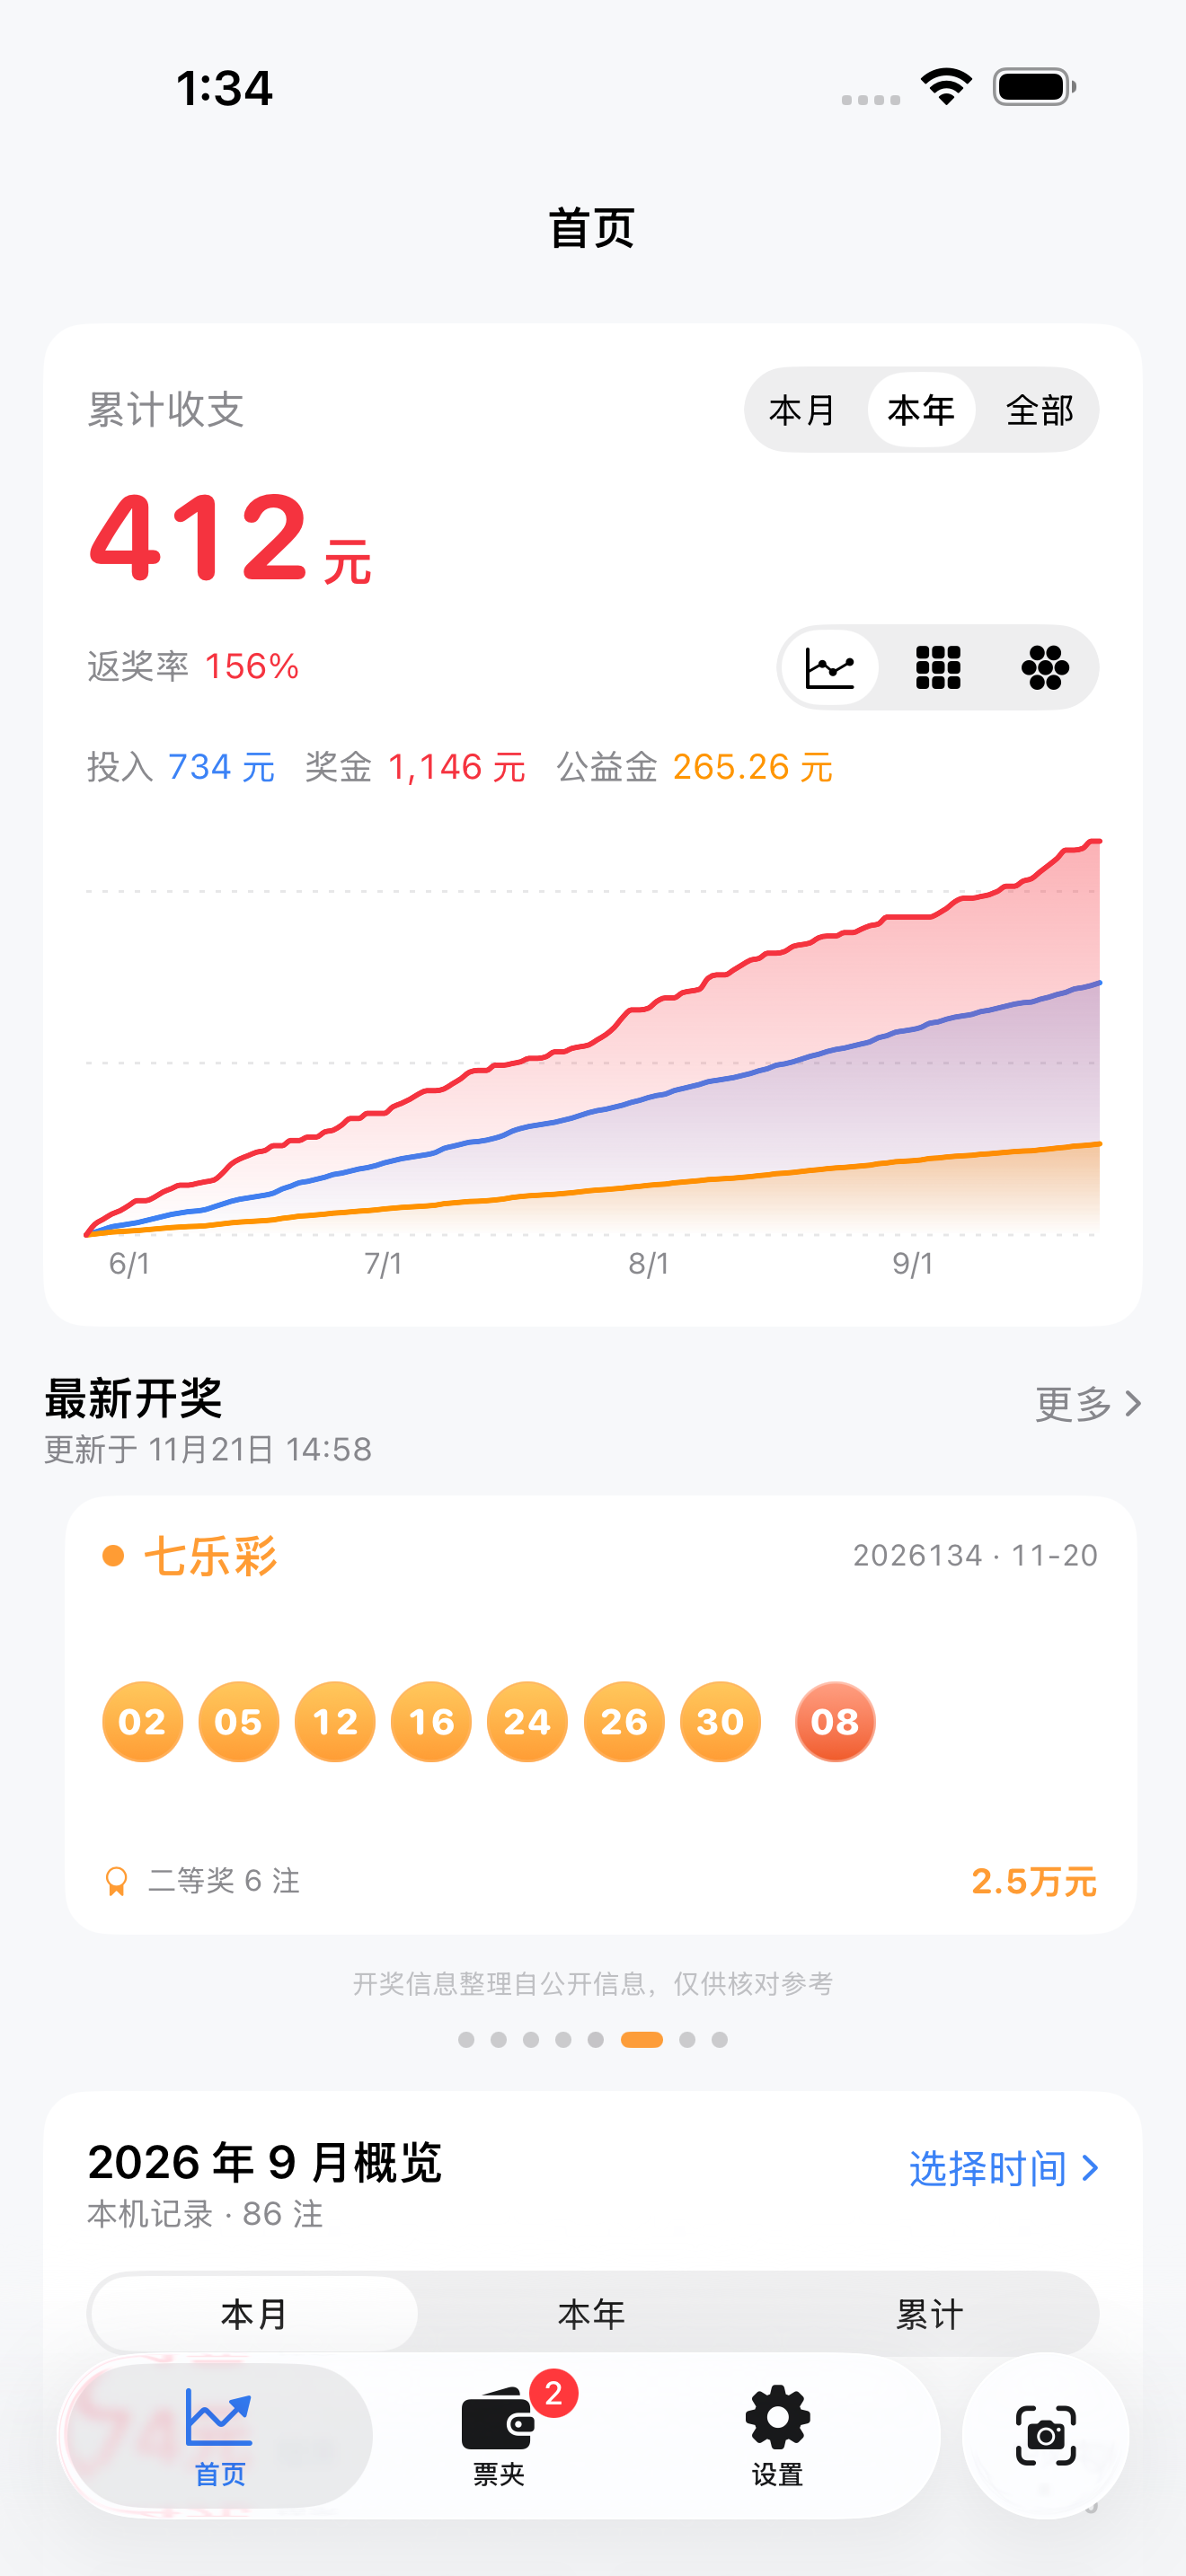 1:34
首页
累计收支
本月 本年 全部
412 元
返奖率 156%
投入 734 元 奖金 1,146 元 公益金 265.26 元
6/1 7/1 8/1 9/1
最新开奖
更多
更新于 11月21日 14:58
七乐彩
2026134 · 11-20
02 05 12 16 24 26 30 08
二等奖 6 注
2.5万元
开奖信息整理自公开信息，仅供核对参考
2026 年 9 月概览
选择时间
本机记录 · 86 注
本月 本年 累计
2
首页 票夹 设置